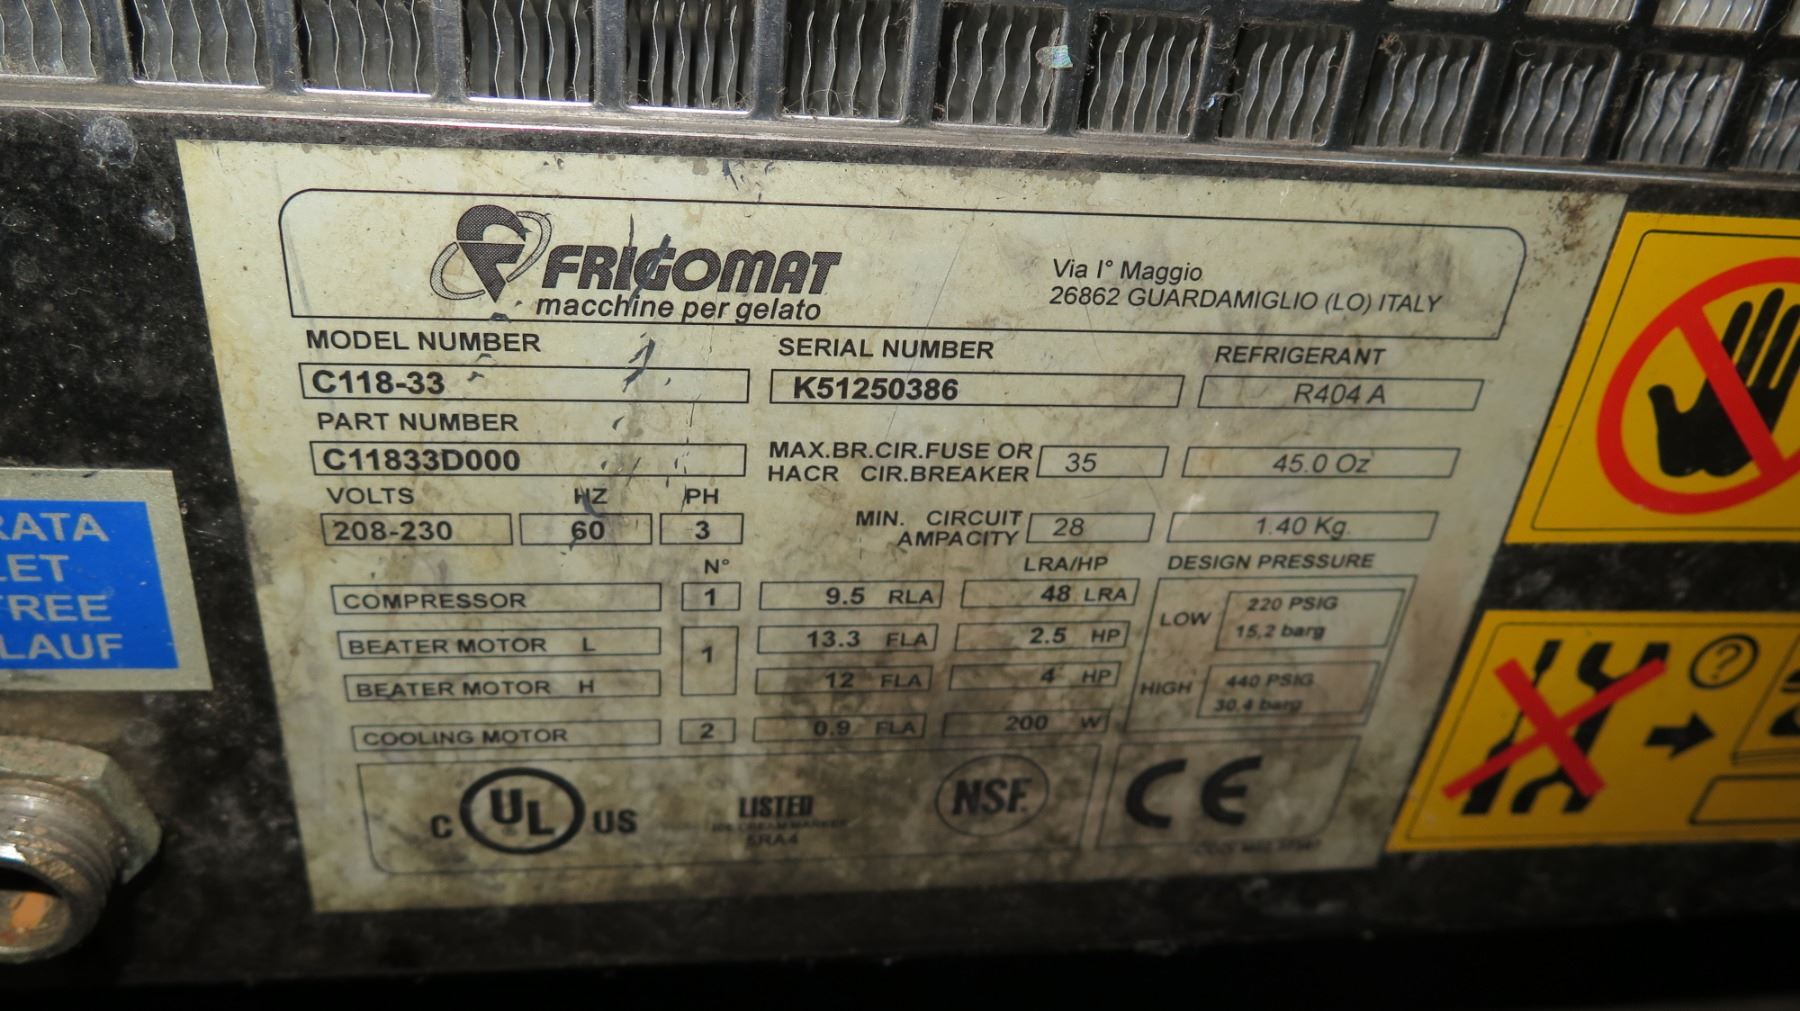 FRIGOMAT
macchine per gelato
Via I° Maggio
26862 GUARDAMIGLIO (LO) ITALY
MODEL NUMBER SERIAL NUMBER REFRIGERANT
C118-33 K51250386 R404 A
PART NUMBER
C11833D000
MAX.BR.CIR.FUSE OR
HACR CIR.BREAKER 35 45.0 Oz
VOLTS HZ PH
208-230 60 3
MIN. CIRCUIT
AMPACITY 28 1.40 Kg.
N° LRA/HP DESIGN PRESSURE
COMPRESSOR 1 9.5 RLA 48 LRA
BEATER MOTOR L 1 13.3 FLA 2.5 HP
BEATER MOTOR H 12 FLA 4 HP
COOLING MOTOR 2 0.9 FLA 200 W
LOW 220 PSIG
15,2 barg
HIGH 440 PSIG
30.4 barg
C UL US
LISTED
ICE CREAM MAKER
5RA4
NSF.
CE
RATA
LET
FREE
LAUF
?